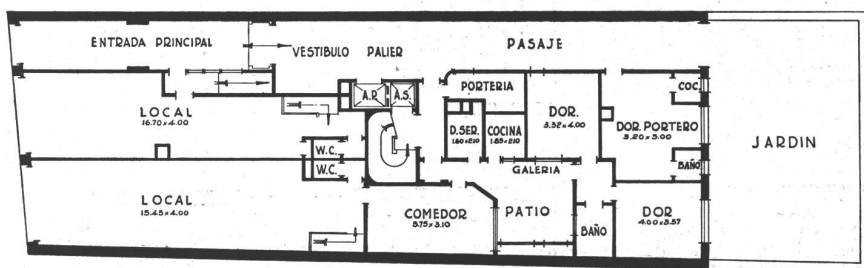 ENTRADA PRINCIPAL
VESTIBULO PALIER
PASAJE
A.P.
A.S.
PORTERIA
COC.
LOCAL
16.70 x 4.00
D.SER.
1.80 x 2.10
COCINA
1.85 x 2.10
DOR.
3.52 x 4.00
DOR. PORTERO
3.20 x 3.00
JARDIN
W.C.
W.C.
BAÑO
GALERIA
LOCAL
15.45 x 4.00
COMEDOR
5.75 x 3.10
PATIO
BAÑO
DOR
4.00 x 3.57